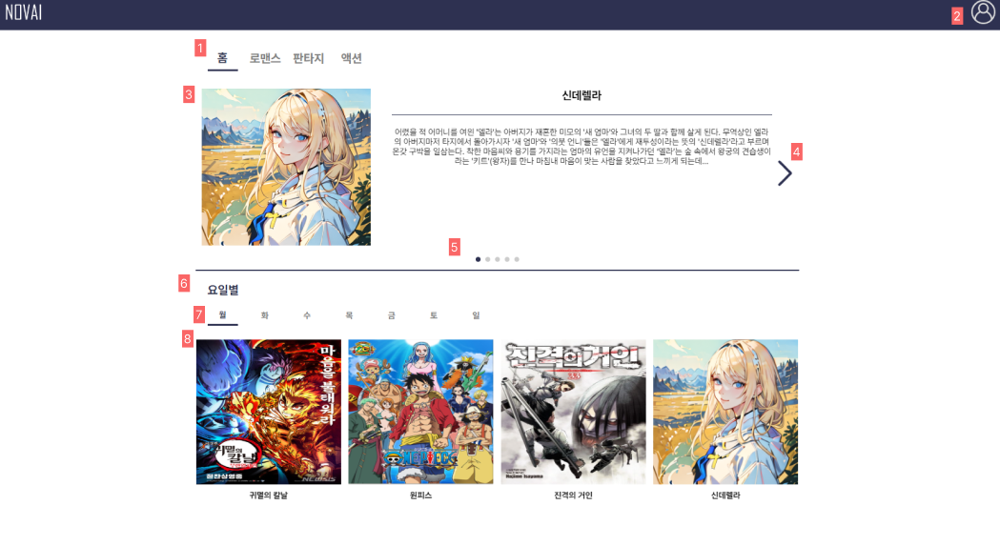 NOVAI
2
1
홈 로맨스 판타지 액션
3
신데렐라
어렸을 적 어머니를 여읜 '엘라'는 아버지가 재혼한 미모의 '새 엄마'와 그녀의 두 딸과 함께 살게 된다. 무역상인 엘라
의 아버지마저 타지에서 돌아가시자 '새 엄마'와 '의붓 언니'들은 '엘라'에게 재투성이라는 뜻의 '신데렐라'라고 부르며
온갖 구박을 일삼는다. 착한 마음씨와 용기를 가지라는 엄마의 유언을 지켜나가던 '엘라'는 숲 속에서 왕궁의 견습생이
라는 '키트'(왕자)를 만나 마침내 마음이 맞는 사람을 찾았다고 느끼게 되는데...
4
5
6
요일별
7
월 화 수 목 금 토 일
8
마음을 불태워라
귀멸의
칼날
절찬상영중
NEWSIS
ONE PIECE
진격의 거인
33
Hajime Isayama
귀멸의 칼날
원피스
진격의 거인
신데렐라